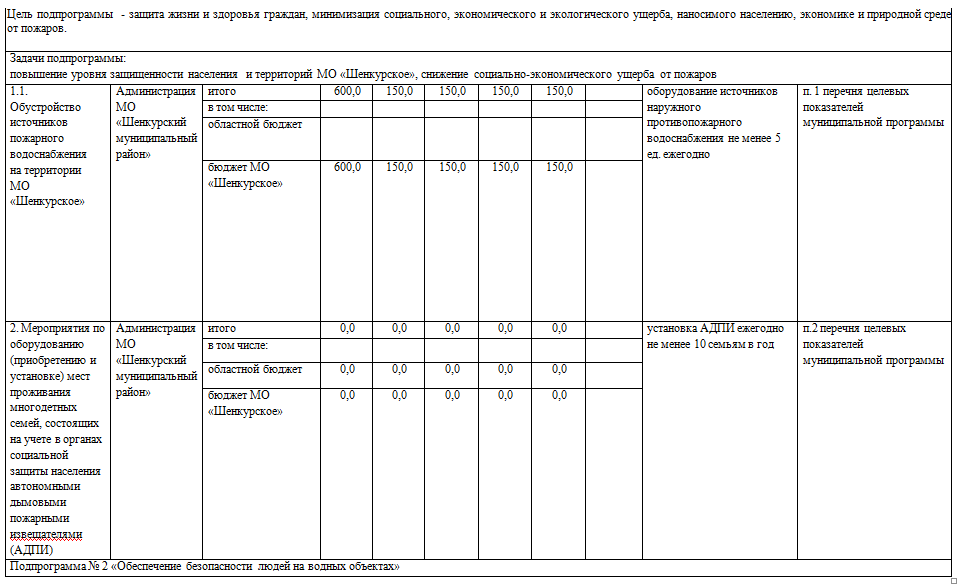 Цель подпрограммы - защита жизни и здоровья граждан, минимизация социального, экономического и экологического ущерба, наносимого населению, экономике и природной среде
от пожаров.
Задачи подпрограммы:
повышение уровня защищенности населения и территорий МО «Шенкурское», снижение социально-экономического ущерба от пожаров
1.1.
Обустройство
источников
пожарного
водоснабжения
на территории
МО
«Шенкурское»
Администрация
МО
«Шенкурский
муниципальный
район»
итого 600,0 150,0 150,0 150,0 150,0
в том числе:
областной бюджет
бюджет МО 600,0 150,0 150,0 150,0 150,0
«Шенкурское»
оборудование источников
наружного
противопожарного
водоснабжения не менее 5
ед. ежегодно
п. 1 перечня целевых
показателей
муниципальной программы
2. Мероприятия по
оборудованию
(приобретению и
установке) мест
проживания
многодетных
семей, состоящих
на учете в органах
социальной
защиты населения
автономными
дымовыми
пожарными
извещателями
(АДПИ)
Администрация
МО
«Шенкурский
муниципальный
район»
итого 0,0 0,0 0,0 0,0 0,0
в том числе:
областной бюджет 0,0 0,0 0,0 0,0 0,0
бюджет МО 0,0 0,0 0,0 0,0 0,0
«Шенкурское»
установка АДПИ ежегодно
не менее 10 семьям в год
п.2 перечня целевых
показателей
муниципальной программы
Подпрограмма № 2 «Обеспечение безопасности людей на водных объектах»